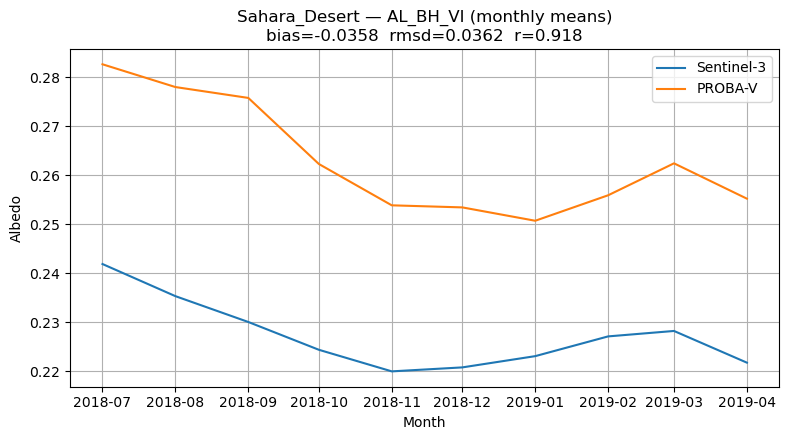 Sahara_Desert — AL_BH_VI (monthly means)
bias=-0.0358  rmsd=0.0362  r=0.918
Sentinel-3
PROBA-V
0.28
0.27
0.26
0.25
0.24
0.23
0.22
Albedo
2018-07 2018-08 2018-09 2018-10 2018-11 2018-12 2019-01 2019-02 2019-03 2019-04
Month